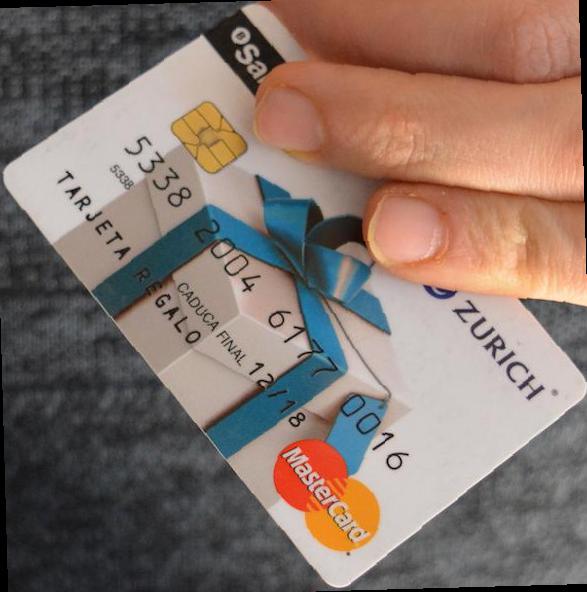 ZURICH®
5338 2004 6177 0016
5338
CADUCA FINAL 12/18
TARJETA REGALO
MasterCard